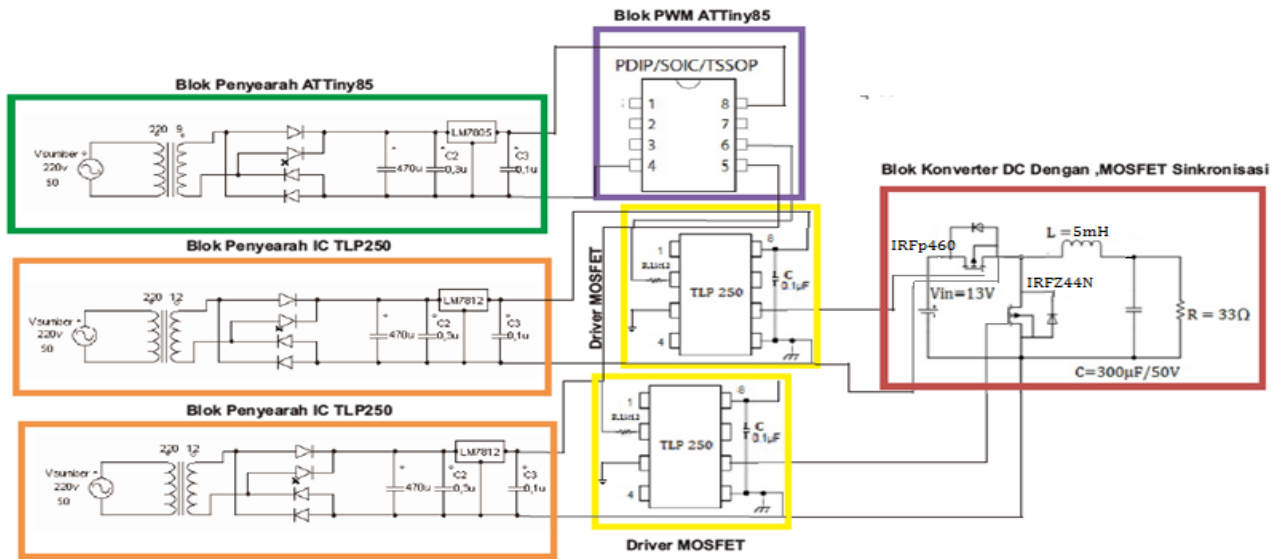 Blok PWM ATTiny85
PDIP/SOIC/TSSOP
1
2
3
4
8
7
6
5
Blok Penyearah ATTiny85
220 9
Vsumber
220v
50
470u
C2
0,3u
LM7805
C3
0,1u
Blok Penyearah IC TLP250
220 12
Vsumber
220v
50
470u
C2
0,3u
LM7812
C3
0,1u
Blok Penyearah IC TLP250
220 12
Vsumber
220v
50
470u
C2
0,3u
LM7812
C3
0,1u
Driver MOSFET
1
4
TLP 250
8
C
0.1µF
1
4
TLP 250
8
C
0.1µF
Driver MOSFET
Blok Konverter DC Dengan ,MOSFET Sinkronisasi
IRFp460
L = 5mH
IRFZ44N
Vin=13V
R = 33Ω
C=300µF/50V